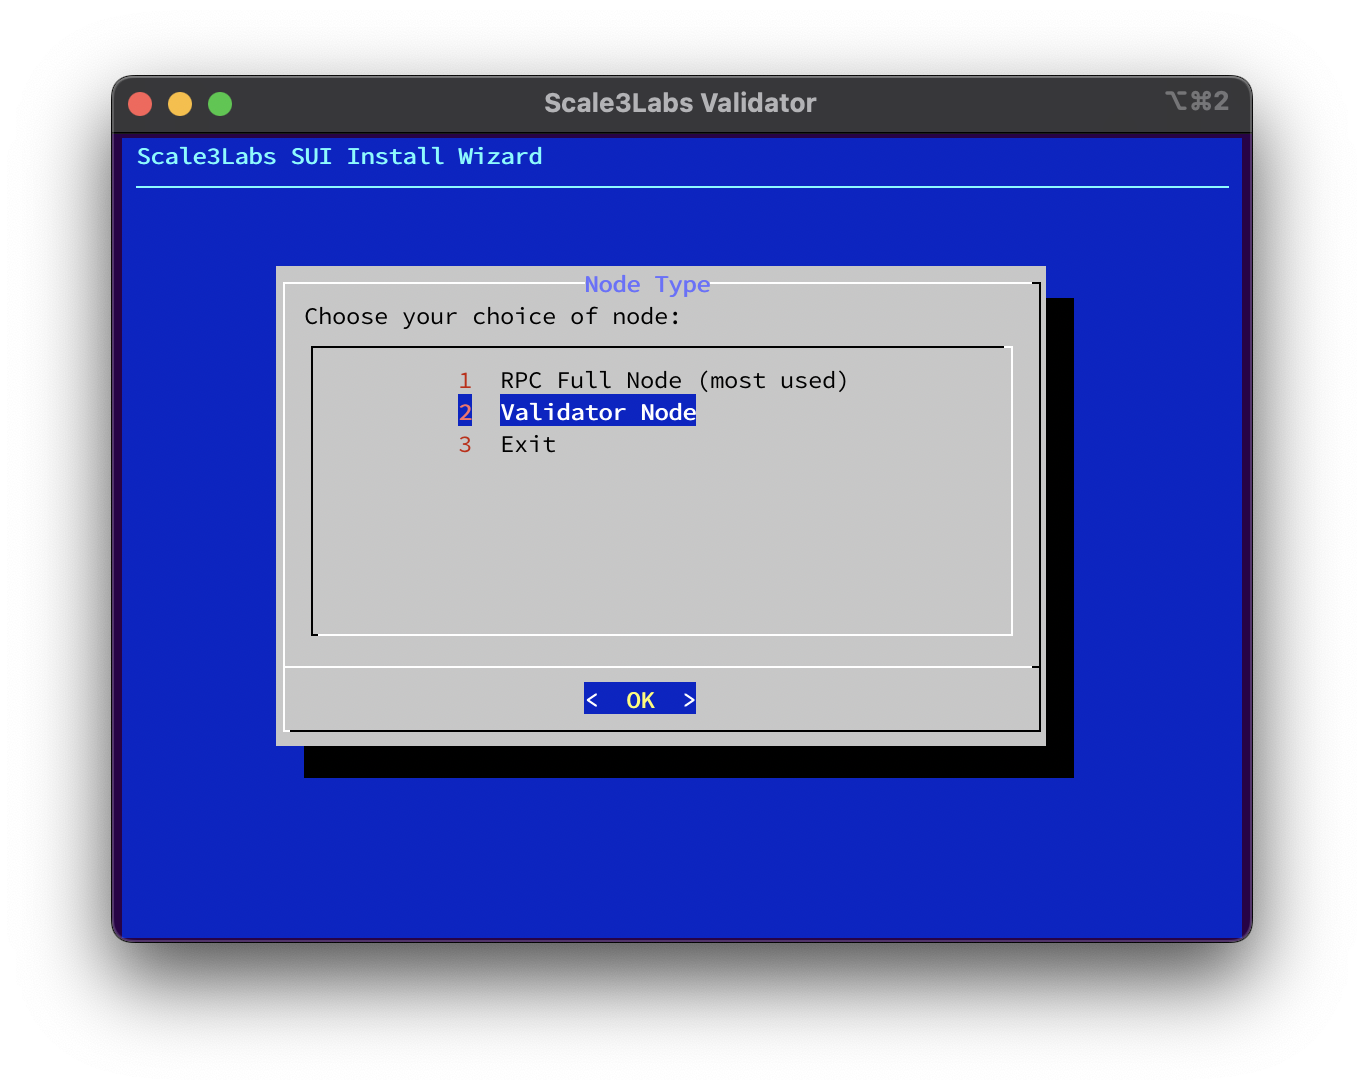 Scale3Labs Validator
⌥⌘2
Scale3Labs SUI Install Wizard
Node Type
Choose your choice of node:
1 RPC Full Node (most used)
2 Validator Node
3 Exit
< OK >